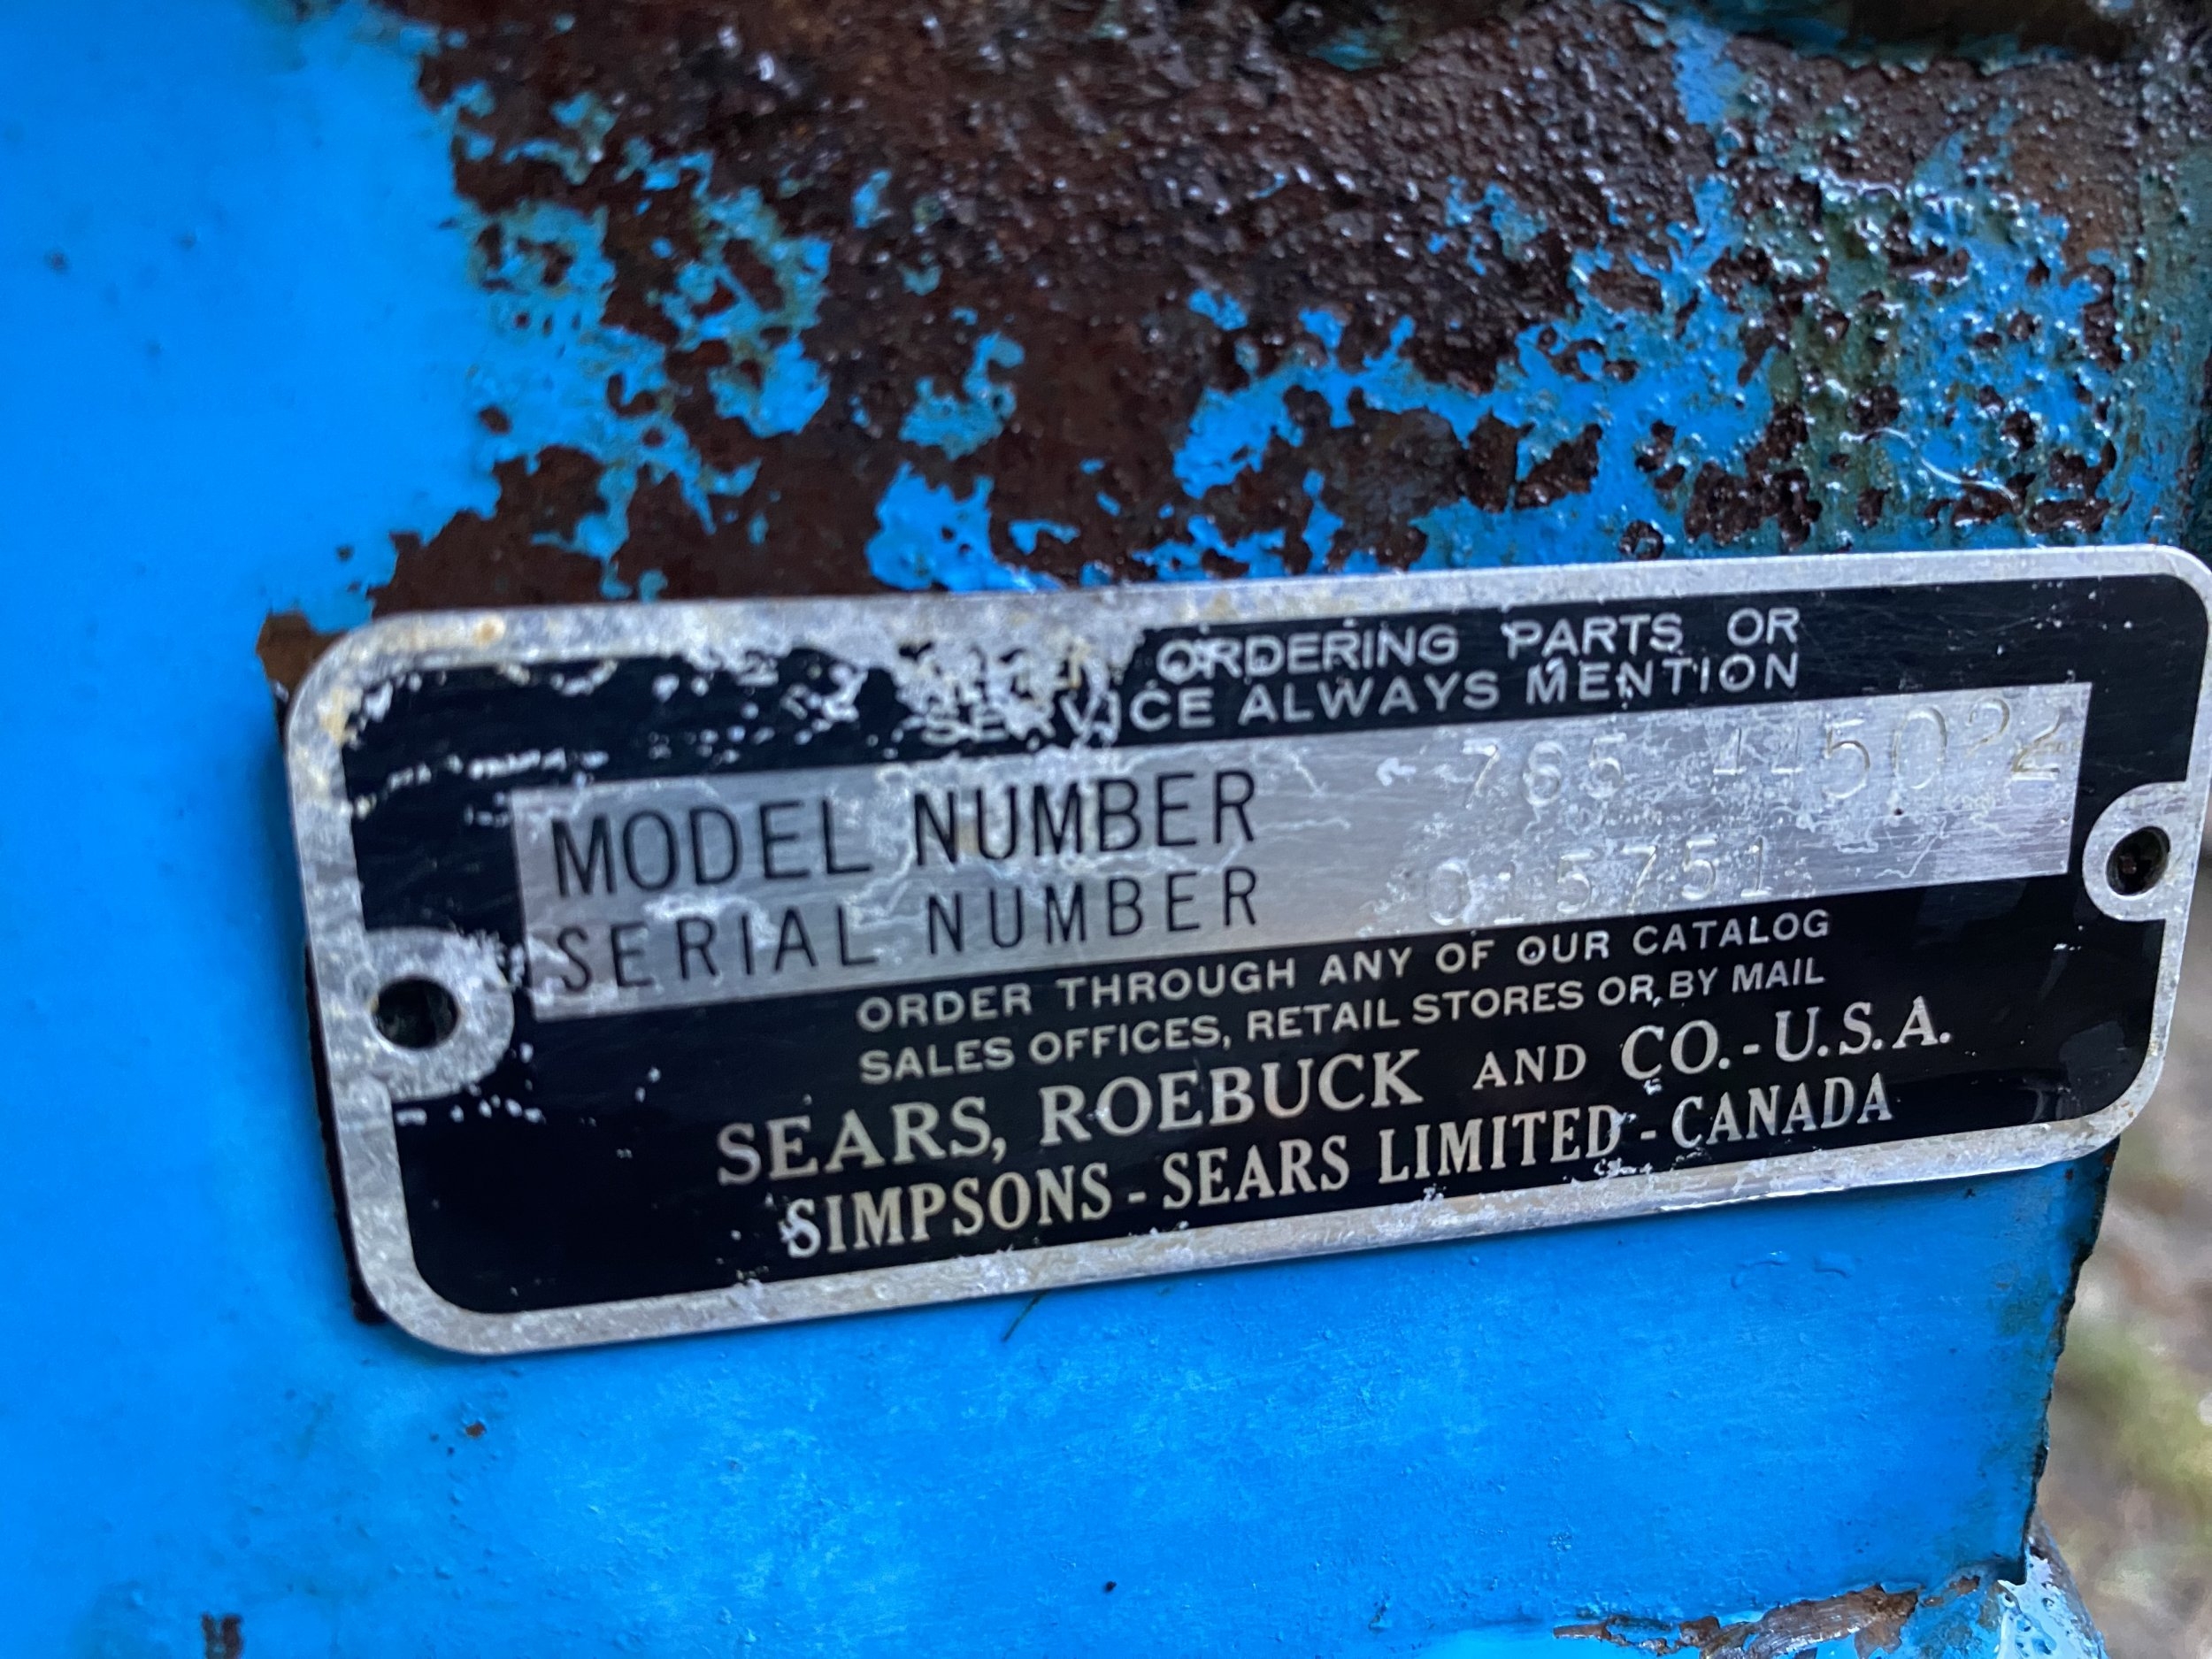 ORDERING PARTS OR
SERVICE ALWAYS MENTION
MODEL NUMBER
SERIAL NUMBER 015751
ORDER THROUGH ANY OF OUR CATALOG
SALES OFFICES, RETAIL STORES OR BY MAIL
SEARS, ROEBUCK AND CO.-U.S.A.
SIMPSONS-SEARS LIMITED-CANADA